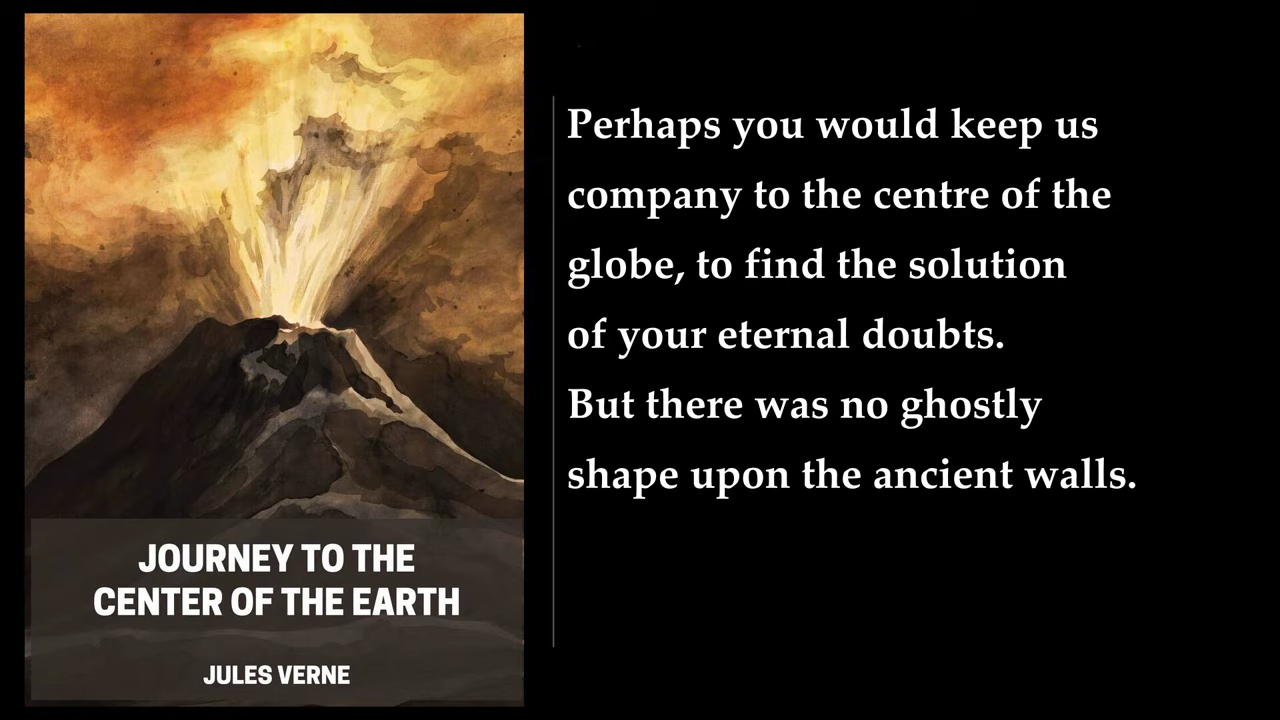 JOURNEY TO THE
CENTER OF THE EARTH
JULES VERNE
Perhaps you would keep us
company to the centre of the
globe, to find the solution
of your eternal doubts.
But there was no ghostly
shape upon the ancient walls.